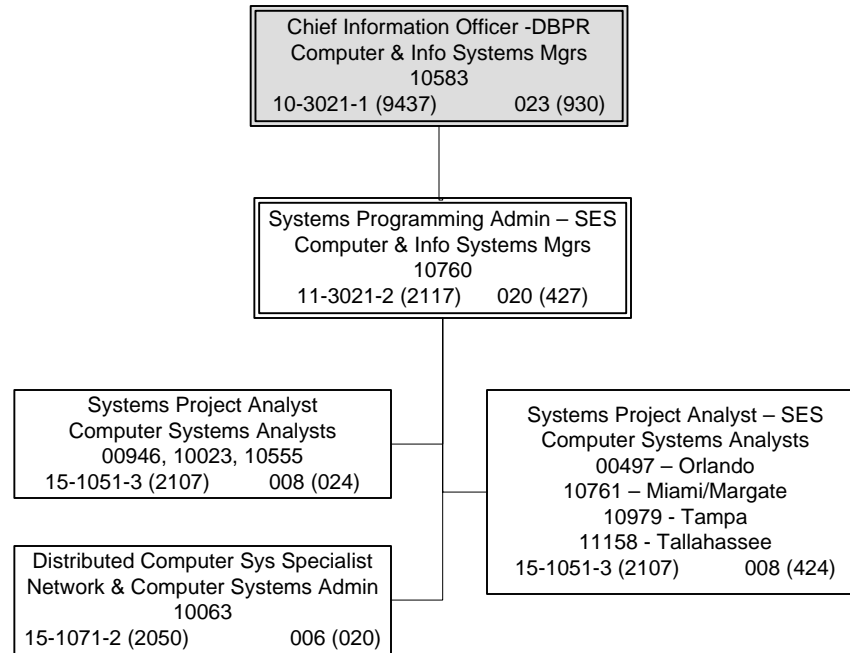 Chief Information Officer -DBPR
Computer & Info Systems Mgrs
10583
10-3021-1 (9437) 023 (930)
Systems Programming Admin – SES
Computer & Info Systems Mgrs
10760
11-3021-2 (2117) 020 (427)
Systems Project Analyst
Computer Systems Analysts
00946, 10023, 10555
15-1051-3 (2107) 008 (024)
Systems Project Analyst – SES
Computer Systems Analysts
00497 – Orlando
10761 – Miami/Margate
10979 - Tampa
11158 - Tallahassee
15-1051-3 (2107) 008 (424)
Distributed Computer Sys Specialist
Network & Computer Systems Admin
10063
15-1071-2 (2050) 006 (020)